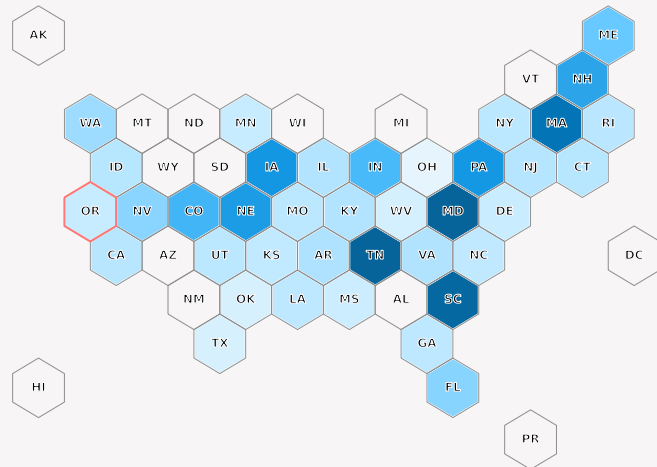 AK
ME
VT NH
WA MT ND MN WI MI NY MA RI
ID WY SD IA IL IN OH PA NJ CT
OR NV CO NE MO KY WV MD DE
CA AZ UT KS AR TN VA NC DC
NM OK LA MS AL SC
TX GA
HI FL
PR